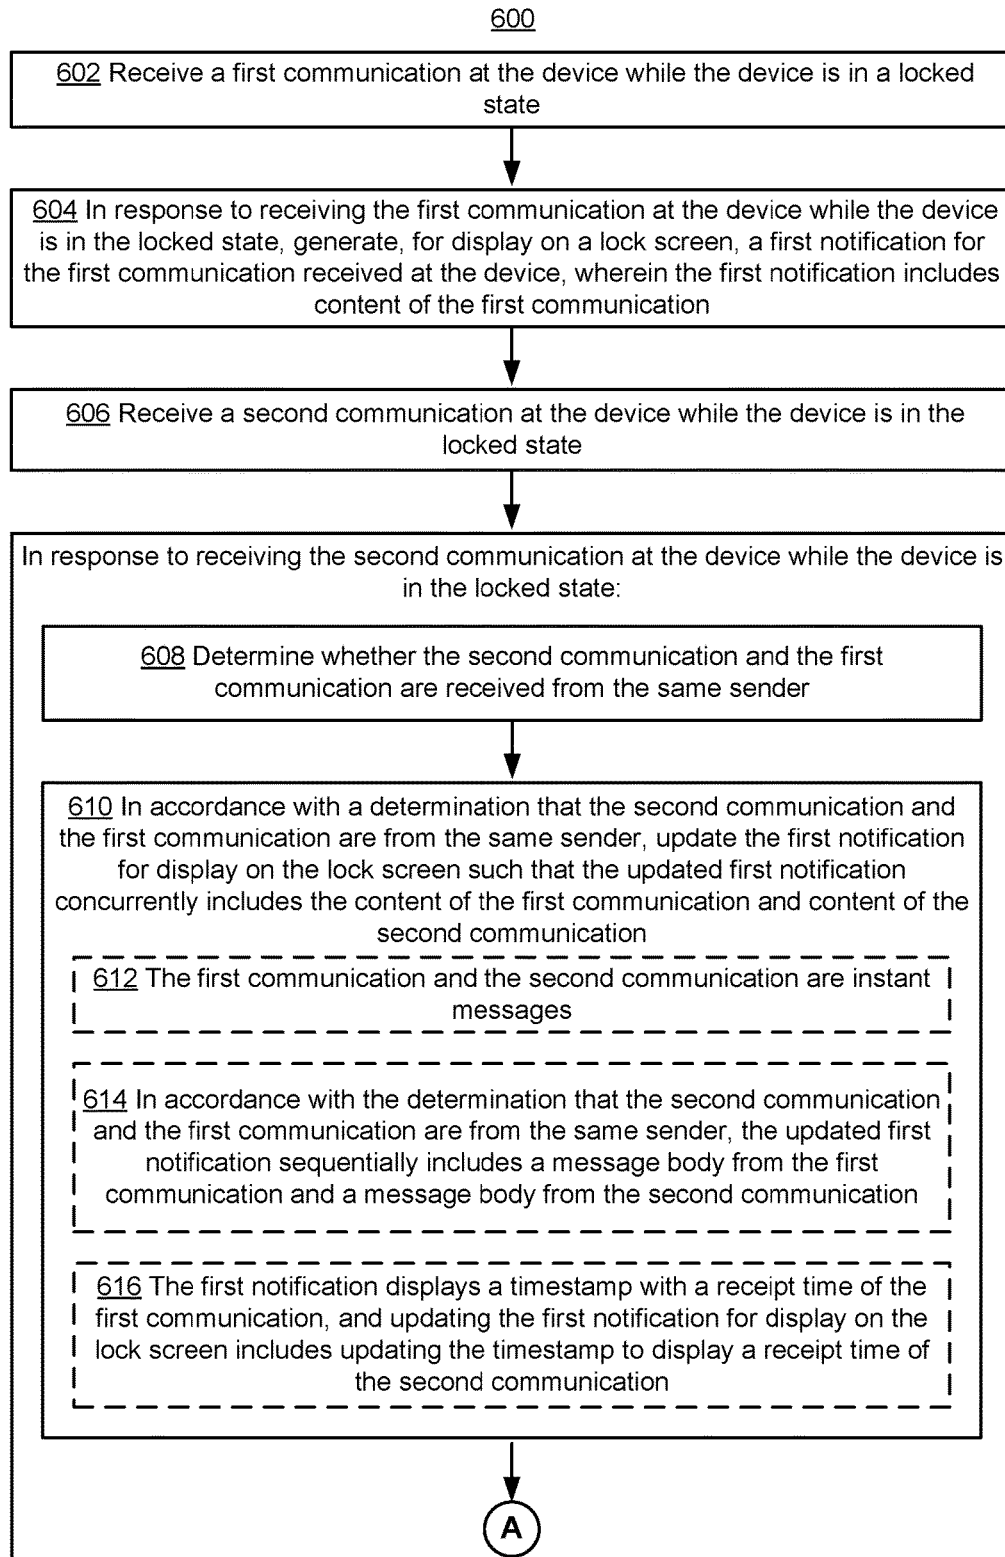 600
602 Receive a first communication at the device while the device is in a locked
state
604 In response to receiving the first communication at the device while the device
is in the locked state, generate, for display on a lock screen, a first notification for
the first communication received at the device, wherein the first notification includes
content of the first communication
606 Receive a second communication at the device while the device is in the
locked state
In response to receiving the second communication at the device while the device is
in the locked state:
608 Determine whether the second communication and the first
communication are received from the same sender
610 In accordance with a determination that the second communication and
the first communication are from the same sender, update the first notification
for display on the lock screen such that the updated first notification
concurrently includes the content of the first communication and content of the
second communication
612 The first communication and the second communication are instant
messages
614 In accordance with the determination that the second communication
and the first communication are from the same sender, the updated first
notification sequentially includes a message body from the first
communication and a message body from the second communication
616 The first notification displays a timestamp with a receipt time of the
first communication, and updating the first notification for display on the
lock screen includes updating the timestamp to display a receipt time of
the second communication
A